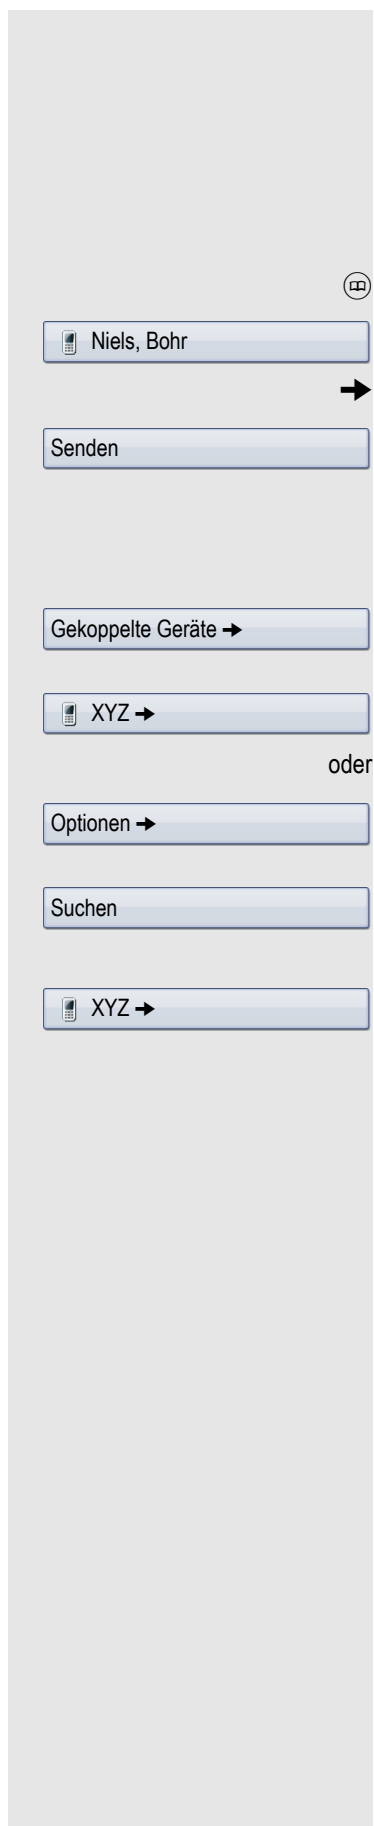 Niels, Bohr
Senden
Gekoppelte Geräte →
XYZ →
oder
Optionen →
Suchen
XYZ →